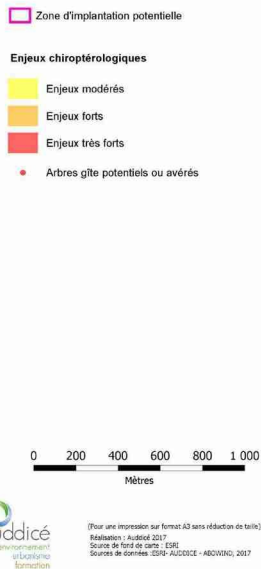 Zone d'implantation potentielle
Enjeux chiroptérologiques
Enjeux modérés
Enjeux forts
Enjeux très forts
Arbres gîte potentiels ou avérés
0 200 400 600 800 1 000
Mètres
auddicé
environnement
urbanisme
formation
(Pour une impression sur format A3 sans réduction de taille)
Réalisation : Auddicé 2017
Source de fond de carte : ESRI
Sources de données : ESRI- AUDDICE - ABOWIND, 2017